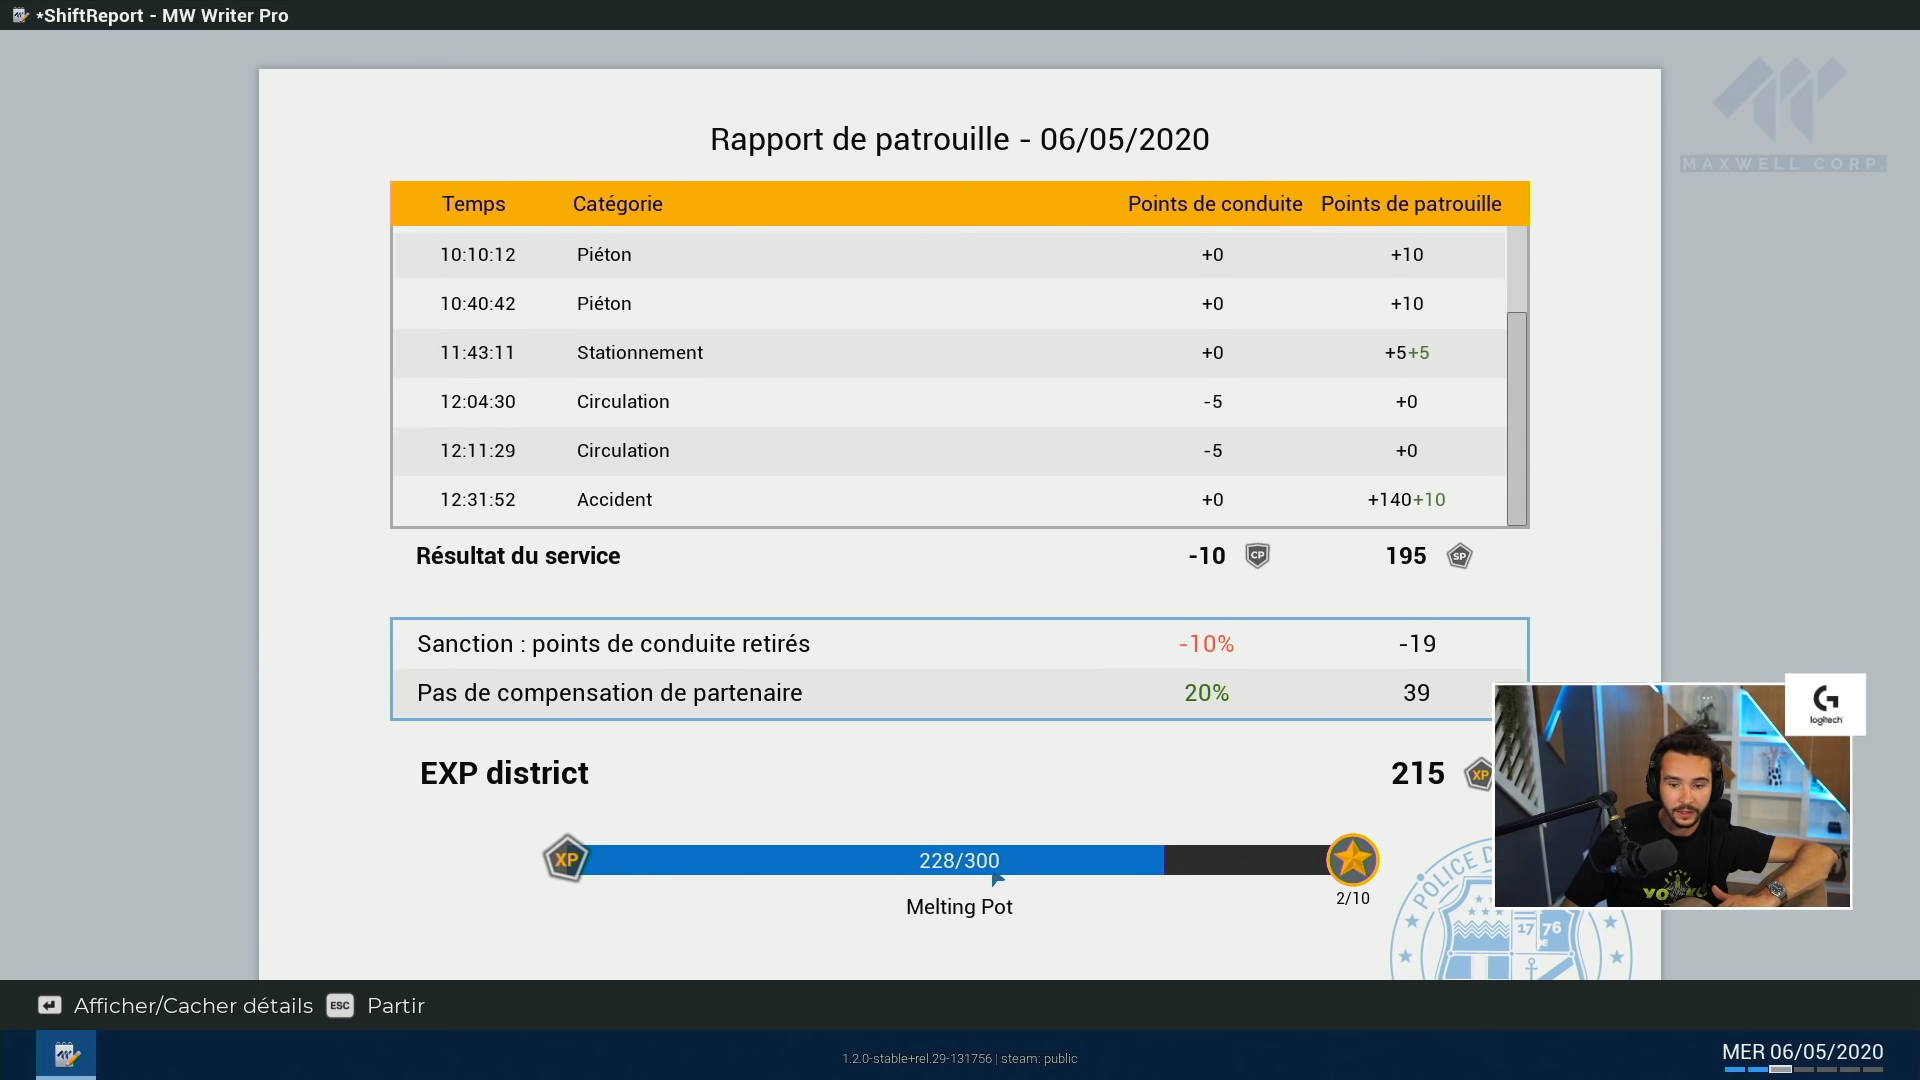 *ShiftReport - MW Writer Pro
MAXWELL CORP.
Rapport de patrouille - 06/05/2020
Temps Catégorie Points de conduite Points de patrouille
10:10:12 Piéton +0 +10
10:40:42 Piéton +0 +10
11:43:11 Stationnement +0 +5+5
12:04:30 Circulation -5 +0
12:11:29 Circulation -5 +0
12:31:52 Accident +0 +140+10
Résultat du service -10 CP 195 SP
Sanction : points de conduite retirés -10% -19
Pas de compensation de partenaire 20% 39
logitech
EXP district 215 XP
XP 228/300
2/10
Melting Pot
POLICE D
17 76
Afficher/Cacher détails ESC Partir
1.2.0-stable+rel.29-131756 | steam: public
MER 06/05/2020